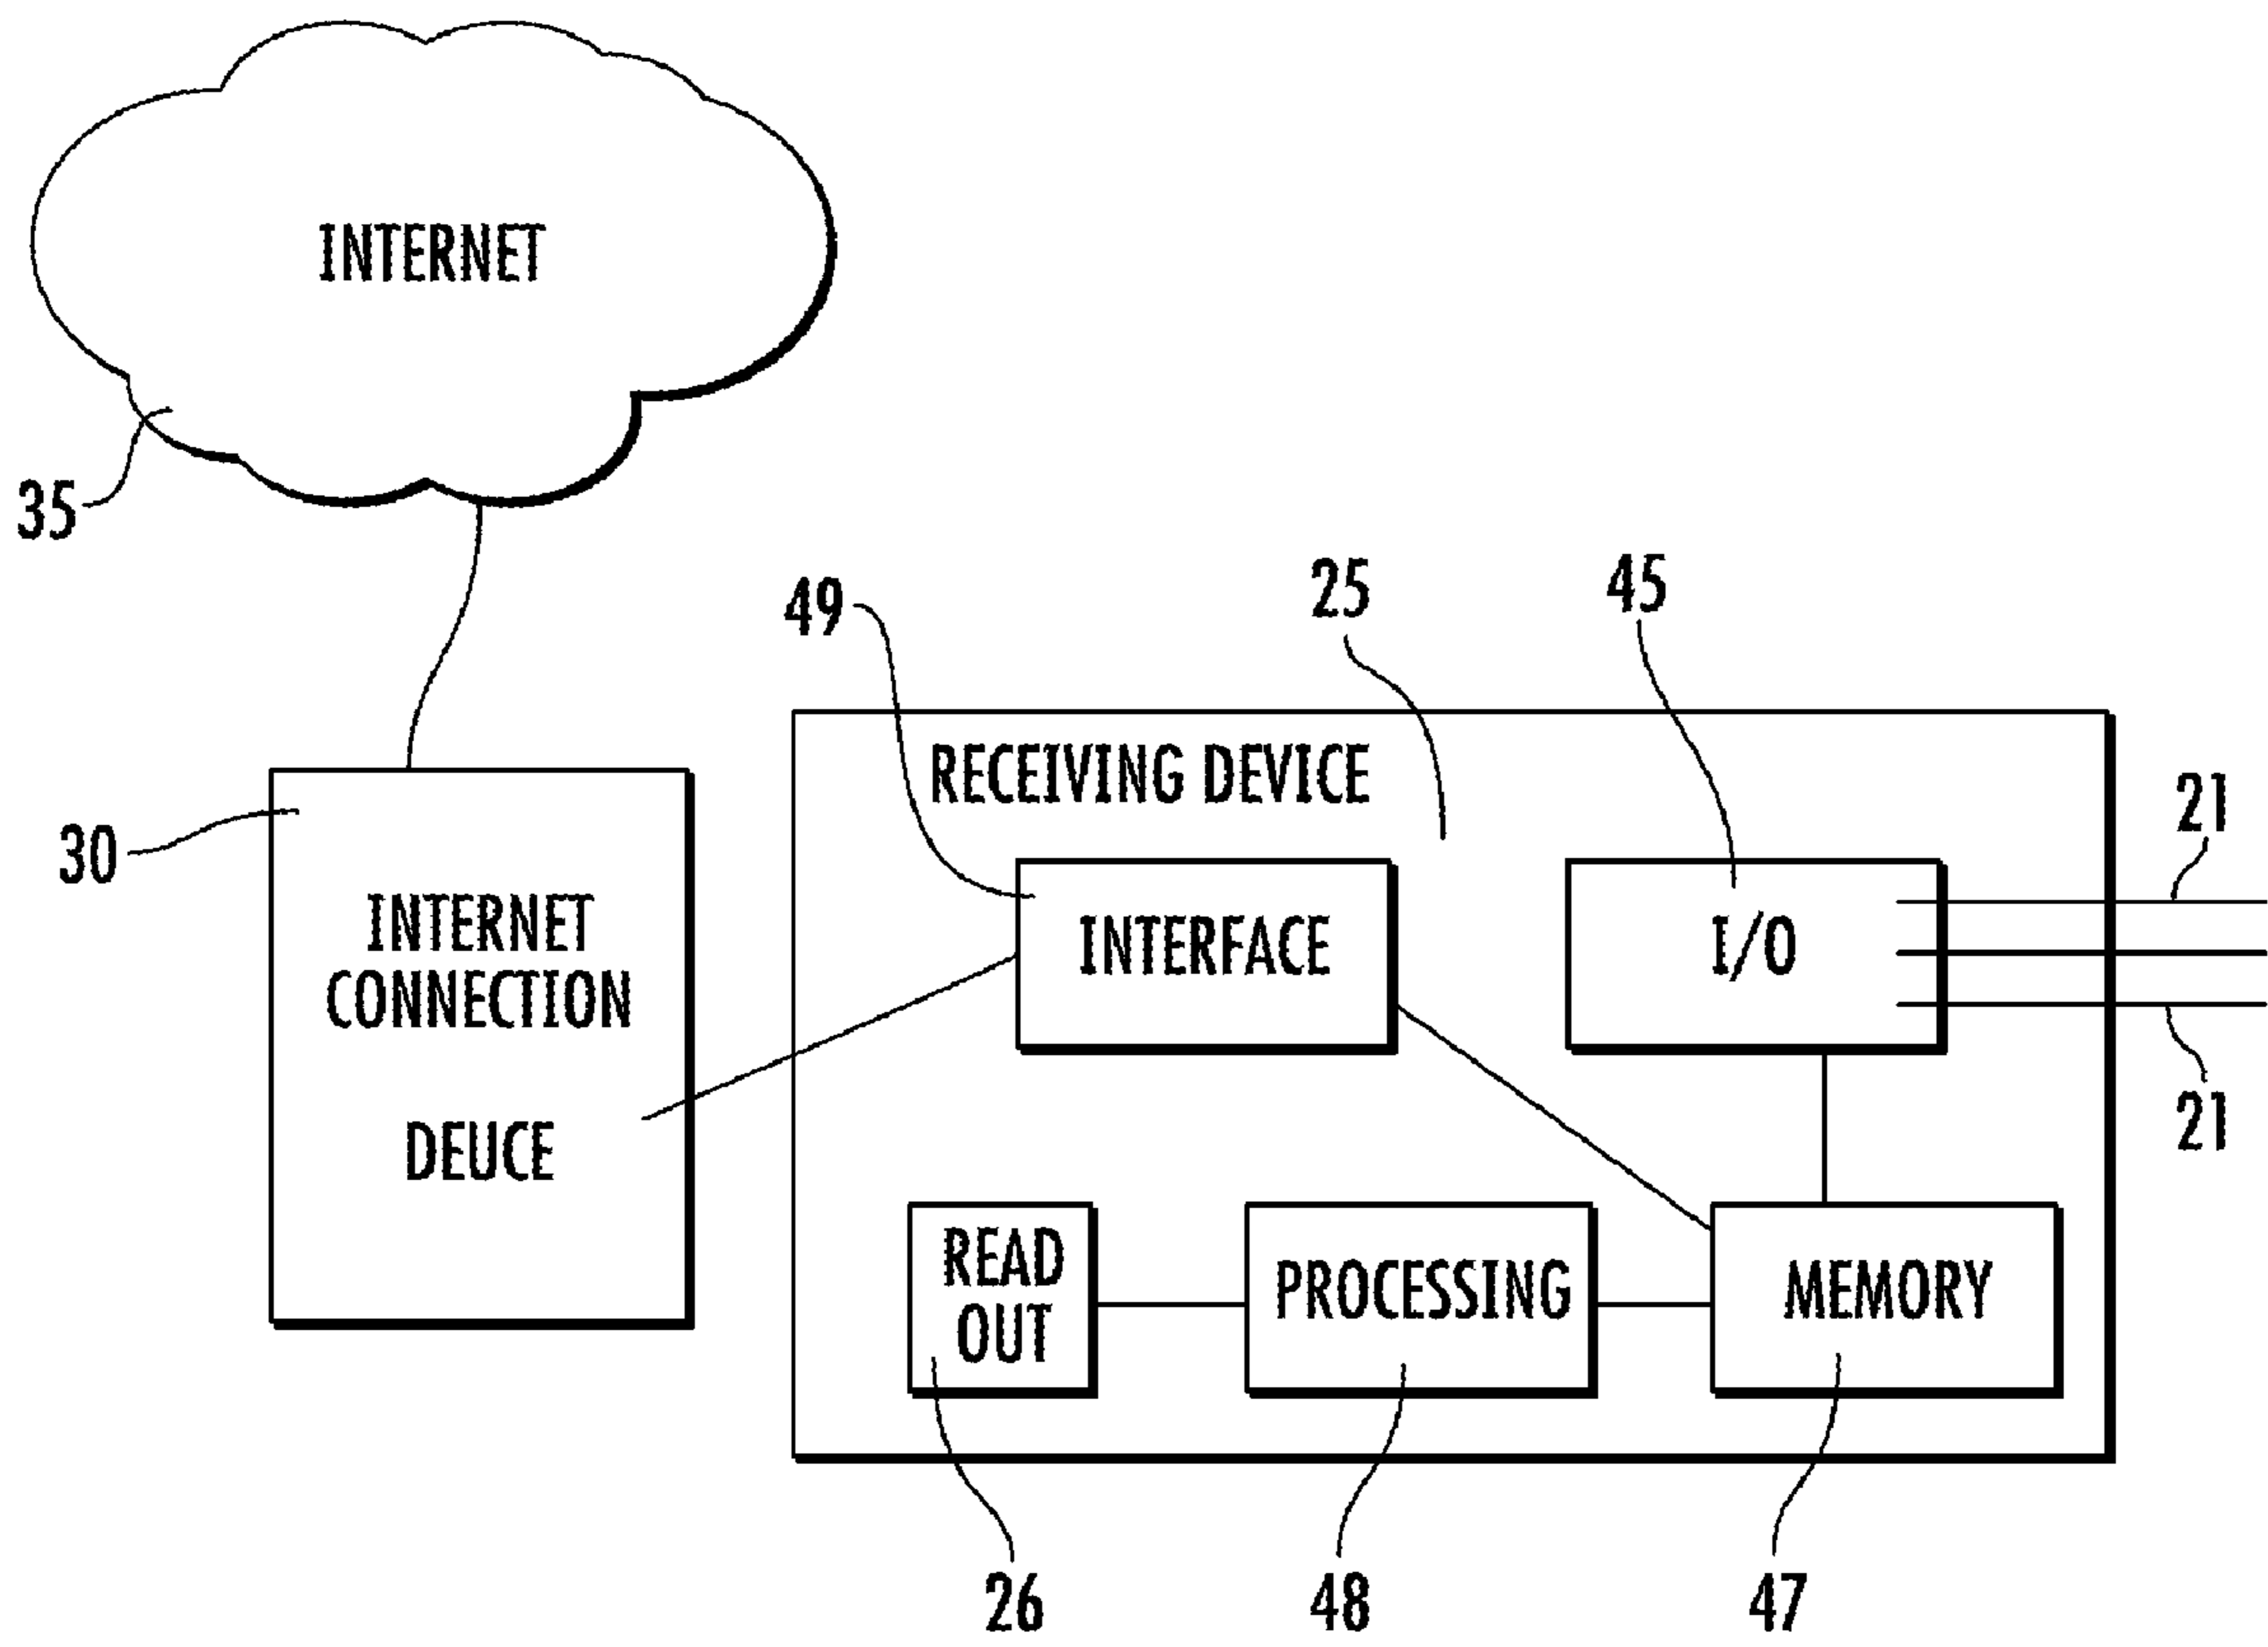 INTERNET
35
49
25
45
RECEIVING DEVICE
21
30
INTERNET
CONNECTION
DEUCE
INTERFACE
I/O
21
READ
OUT
PROCESSING
MEMORY
26
48
47